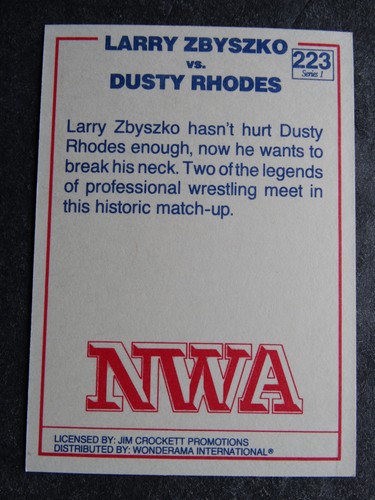 LARRY ZBYSZKO
vs.
DUSTY RHODES
223
Series 1
Larry Zbyszko hasn't hurt Dusty
Rhodes enough, now he wants to
break his neck. Two of the legends
of professional wrestling meet in
this historic match-up.
NWA
LICENSED BY: JIM CROCKETT PROMOTIONS
DISTRIBUTED BY: WONDERAMA INTERNATIONAL®